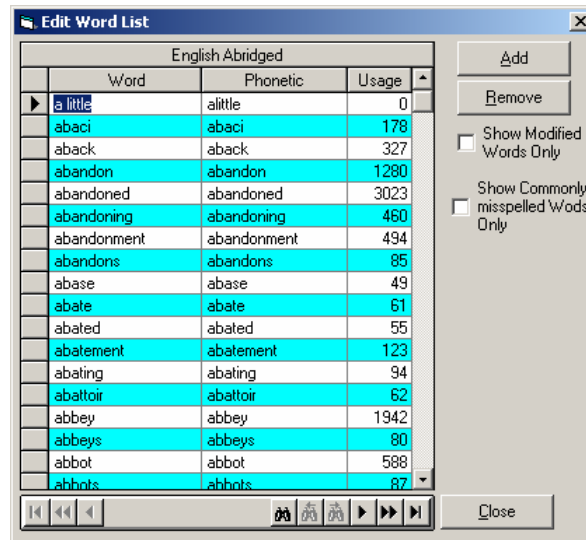 Edit Word List
English Abridged
Word Phonetic Usage
a little alittle 0
abaci abaci 178
aback aback 327
abandon abandon 1280
abandoned abandoned 3023
abandoning abandoning 460
abandonment abandonment 494
abandons abandons 85
abase abase 49
abate abate 61
abated abated 55
abatement abatement 123
abating abating 94
abattoir abattoir 62
abbey abbey 1942
abbeys abbeys 80
abbot abbot 588
abbots abbots 87
Add
Remove
Show Modified
Words Only
Show Commonly
misspelled Wods
Only
Close